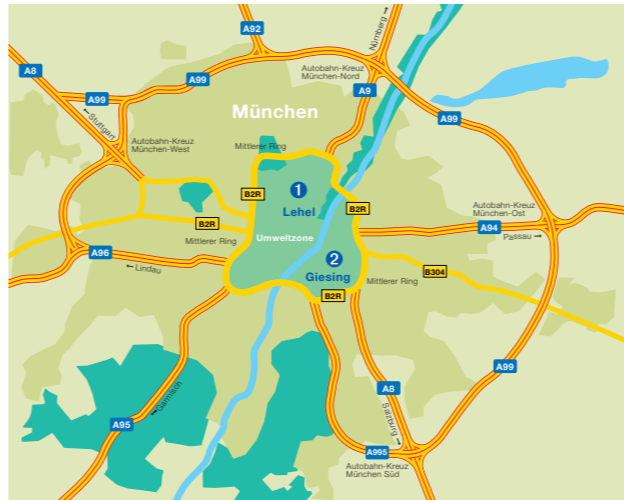 A92
Nürnberg →
A8
A99
Autobahn-Kreuz
München-Nord
A99
A9
München
A99
← Stuttgart
Autobahn-Kreuz
München-West
Mittlerer Ring
B2R
1
Lehel
B2R
Autobahn-Kreuz
München-Ost
B2R
A94
Passau →
Mittlerer Ring
Umweltzone
A96
← Lindau
2
Giesing
Mittlerer Ring
B304
B2R
A99
← Garmisch
A8
Salzburg →
A95
A995
Autobahn-Kreuz
München Süd